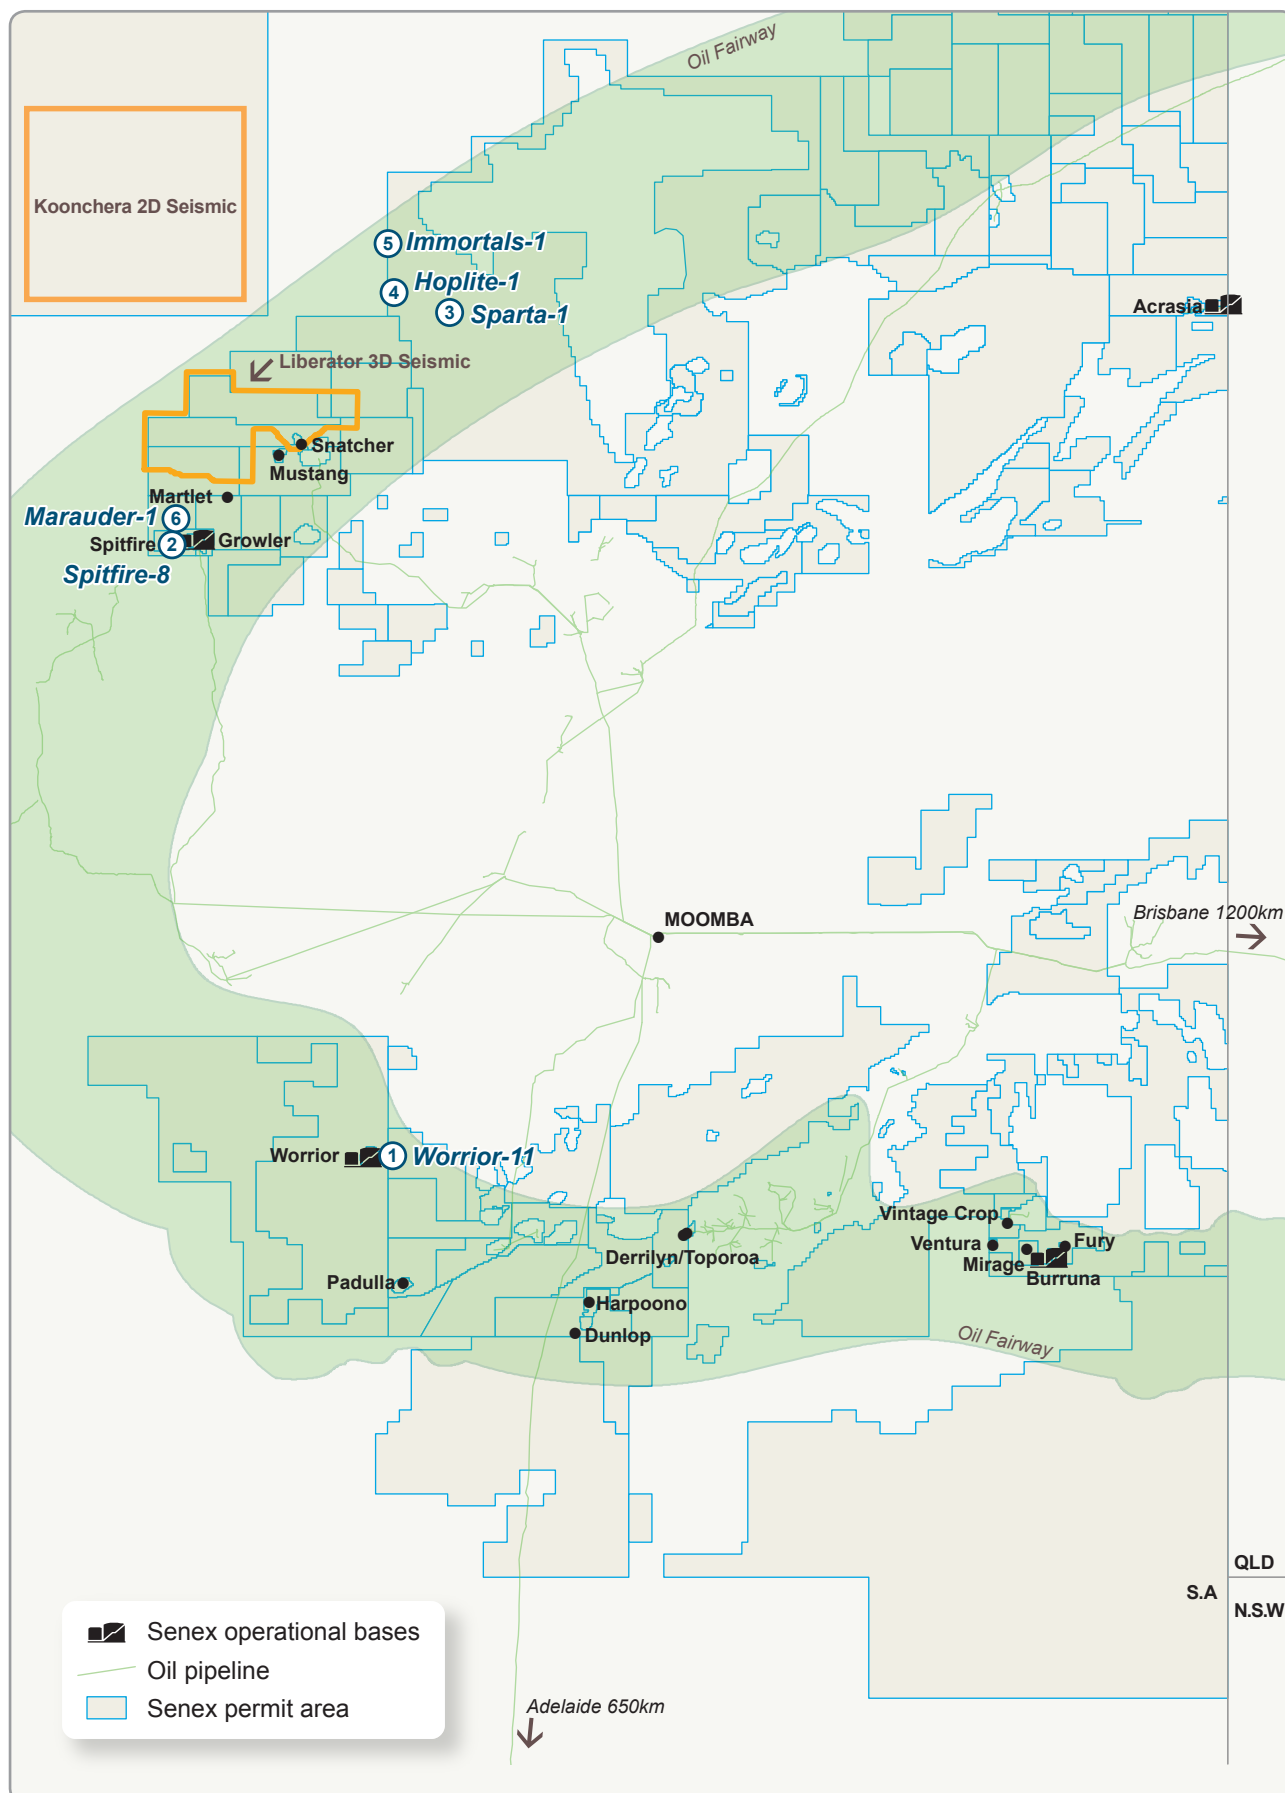 Oil Fairway
Koonchera 2D Seismic
5 Immortals-1
4 Hoplite-1
3 Sparta-1
Acrasia
Liberator 3D Seismic
Snatcher
Mustang
Martlet
Marauder-1 6
Spitfire 2 Growler
Spitfire-8
MOOMBA
Brisbane 1200km
Worrior 1 Worrior-11
Vintage Crop
Ventura
Fury
Mirage
Burruna
Derrilyn/Toporoa
Padulla
Harpoono
Dunlop
Oil Fairway
QLD
S.A
N.S.W
Senex operational bases
Oil pipeline
Senex permit area
Adelaide 650km